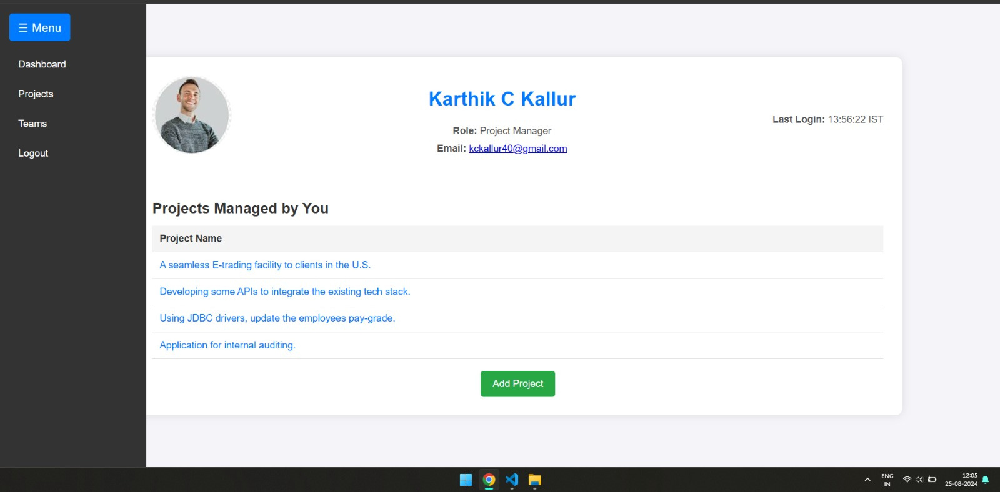 ☰ Menu
Dashboard
Projects
Teams
Logout
Karthik C Kallur
Role: Project Manager
Email: kckallur40@gmail.com
Last Login: 13:56:22 IST
Projects Managed by You
Project Name
A seamless E-trading facility to clients in the U.S.
Developing some APIs to integrate the existing tech stack.
Using JDBC drivers, update the employees pay-grade.
Application for internal auditing.
Add Project
ENG
IN
12:05
25-08-2024